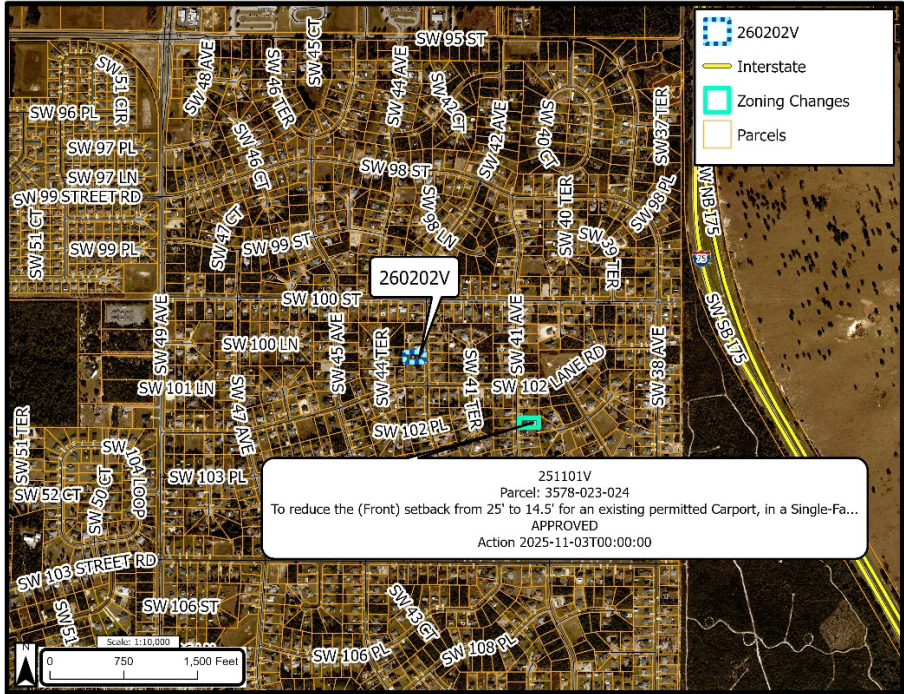 260202V
Interstate
Zoning Changes
Parcels
SW 95 ST
SW 45 CT
SW 48 AVE
SW 46 TER
SW 44 AVE
SW 42 CT
SW 42 AVE
SW 40 CT
SW 37 TER
SW 51 CIR
SW 96 PL
SW 97 PL
SW 97 LN
SW 99 STREET RD
SW 51 CT
SW 99 PL
SW 46 CT
SW 98 ST
SW 47 CT
SW 99 ST
SW 98 LN
SW 40 TER
SW 39 TER
SW 98 PL
SW NB I75
75
SW SB I75
260202V
SW 100 ST
SW 49 AVE
SW 100 LN
SW 45 AVE
SW 44 TER
SW 41 AVE
SW 41 TER
SW 38 AVE
SW 101 LN
SW 102 LANE RD
SW 47 AVE
SW 102 PL
SW 51 TER
SW 104 LOOP
SW 103 PL
SW 52 CT
SW 50 CT
251101V
Parcel: 3578-023-024
To reduce the (Front) setback from 25' to 14.5' for an existing permitted Carport, in a Single-Fa...
APPROVED
Action 2025-11-03T00:00:00
SW 103 STREET RD
SW 106 ST
SW 51
SW 43 CT
SW 106 PL
SW 108 PL
Scale: 1:10,000
N
0 750 1,500 Feet